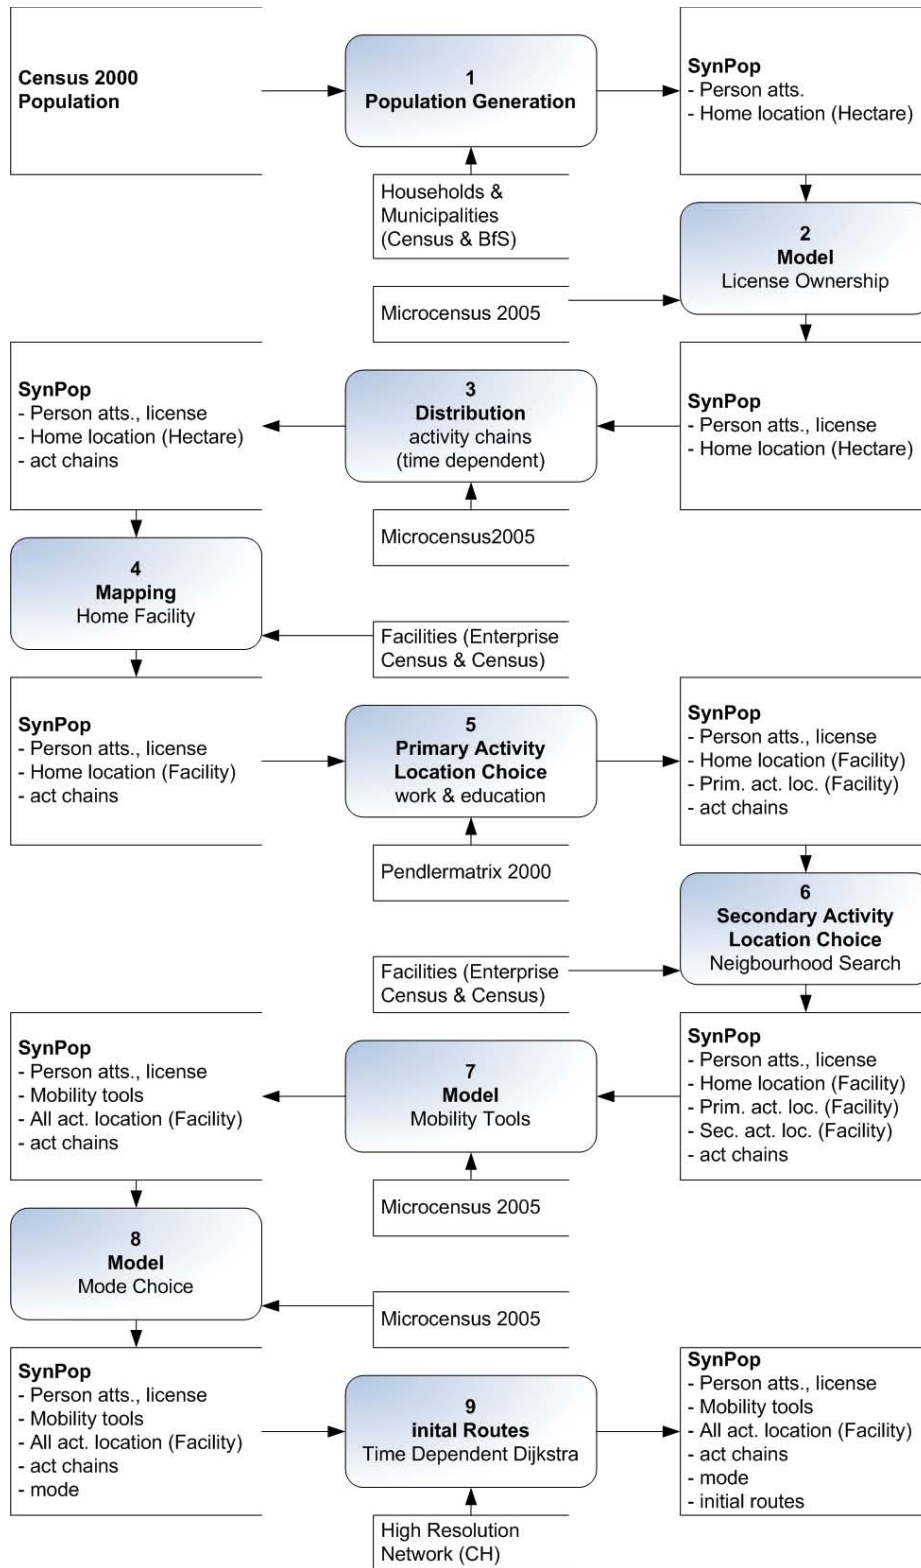 Census 2000
Population
1
Population Generation
SynPop
- Person atts.
- Home location (Hectare)
Households &
Municipalities
(Census & BfS)
2
Model
License Ownership
Microcensus 2005
SynPop
- Person atts., license
- Home location (Hectare)
3
Distribution
activity chains
(time dependent)
Microcensus2005
SynPop
- Person atts., license
- Home location (Hectare)
- act chains
4
Mapping
Home Facility
Facilities (Enterprise
Census & Census)
SynPop
- Person atts., license
- Home location (Facility)
- act chains
5
Primary Activity
Location Choice
work & education
Pendlermatrix 2000
SynPop
- Person atts., license
- Home location (Facility)
- Prim. act. loc. (Facility)
- act chains
6
Secondary Activity
Location Choice
Neigbourhood Search
Facilities (Enterprise
Census & Census)
SynPop
- Person atts., license
- Home location (Facility)
- Prim. act. loc. (Facility)
- Sec. act. loc. (Facility)
- act chains
7
Model
Mobility Tools
Microcensus 2005
SynPop
- Person atts., license
- Mobility tools
- All act. location (Facility)
- act chains
8
Model
Mode Choice
Microcensus 2005
SynPop
- Person atts., license
- Mobility tools
- All act. location (Facility)
- act chains
- mode
9
inital Routes
Time Dependent Dijkstra
High Resolution
Network (CH)
SynPop
- Person atts., license
- Mobility tools
- All act. location (Facility)
- act chains
- mode
- initial routes